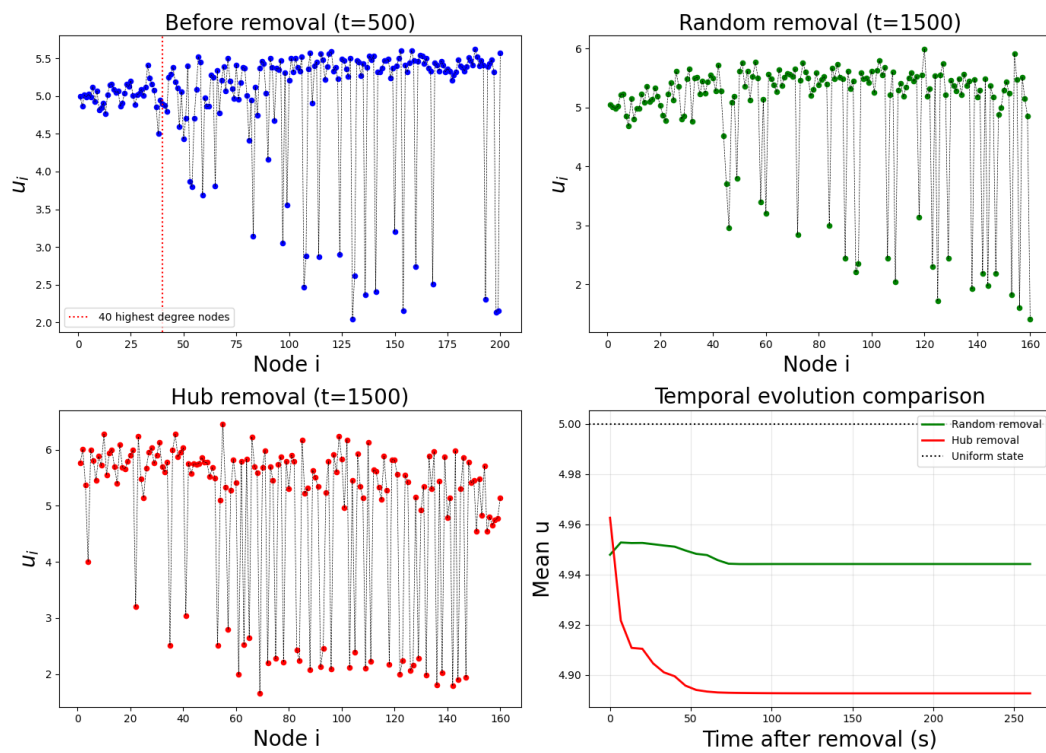 Before removal (t=500)
u_i
5.5
5.0
4.5
4.0
3.5
3.0
2.5
2.0
40 highest degree nodes
0 25 50 75 100 125 150 175 200
Node i
Random removal (t=1500)
u_i
6
5
4
3
2
0 20 40 60 80 100 120 140 160
Node i
Hub removal (t=1500)
u_i
6
5
4
3
2
0 20 40 60 80 100 120 140 160
Node i
Temporal evolution comparison
Mean u
5.00
4.98
4.96
4.94
4.92
4.90
Random removal
Hub removal
Uniform state
0 50 100 150 200 250
Time after removal (s)